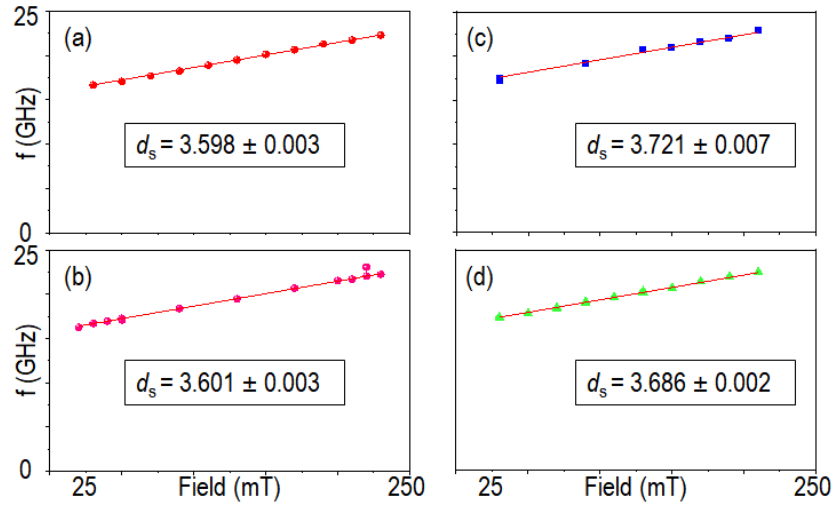 25
(a)
f (GHz)
dₛ = 3.598 ± 0.003
0
(c)
dₛ = 3.721 ± 0.007
25
(b)
f (GHz)
dₛ = 3.601 ± 0.003
0
25 Field (mT) 250
(d)
dₛ = 3.686 ± 0.002
25 Field (mT) 250